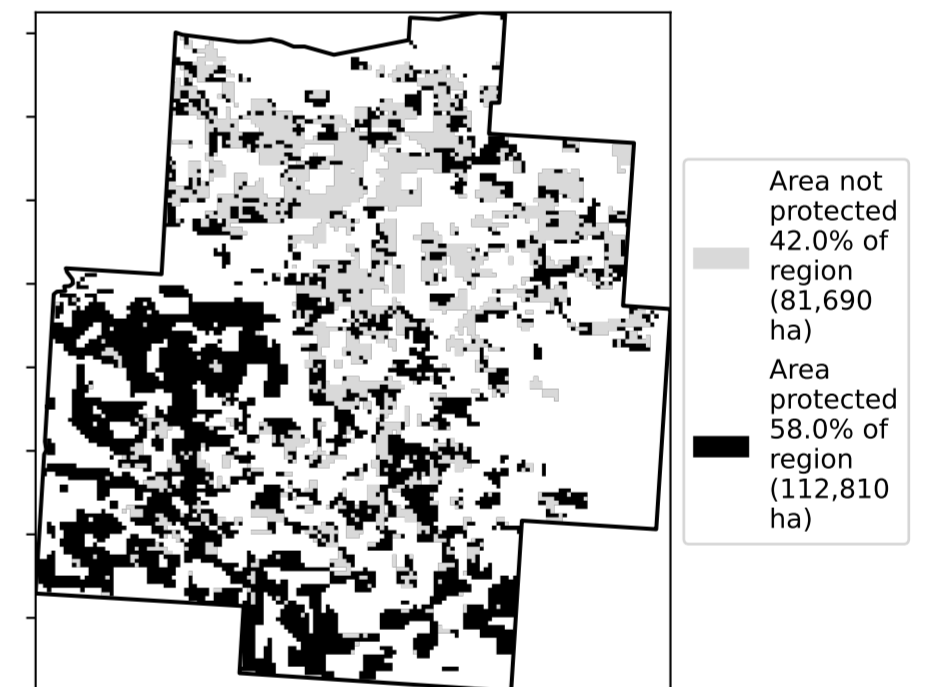 Area not
protected
42.0% of
region
(81,690
ha)
Area
protected
58.0% of
region
(112,810
ha)